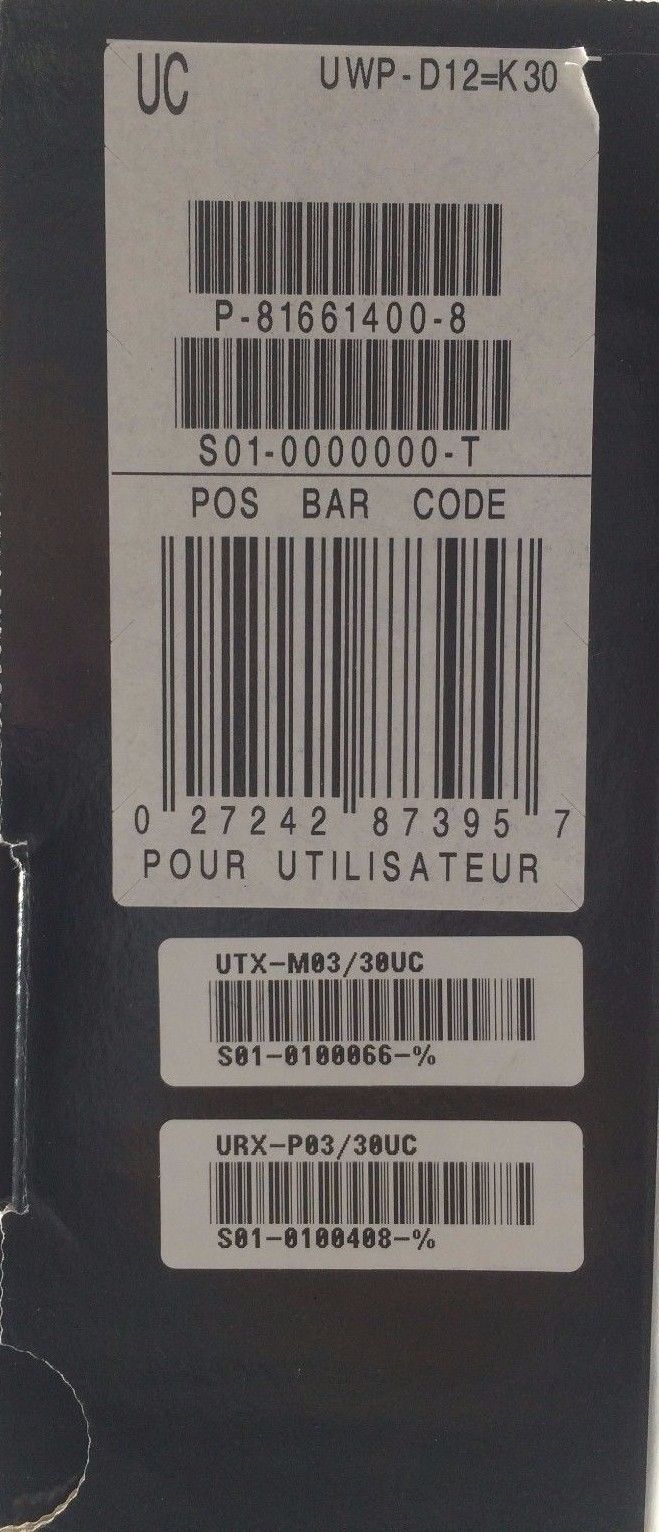 UC UWP-D12=K30
P-81661400-8
S01-0000000-T
POS BAR CODE
0 27242 87395 7
POUR UTILISATEUR
UTX-M03/30UC
S01-0100066-%
URX-P03/30UC
S01-0100408-%